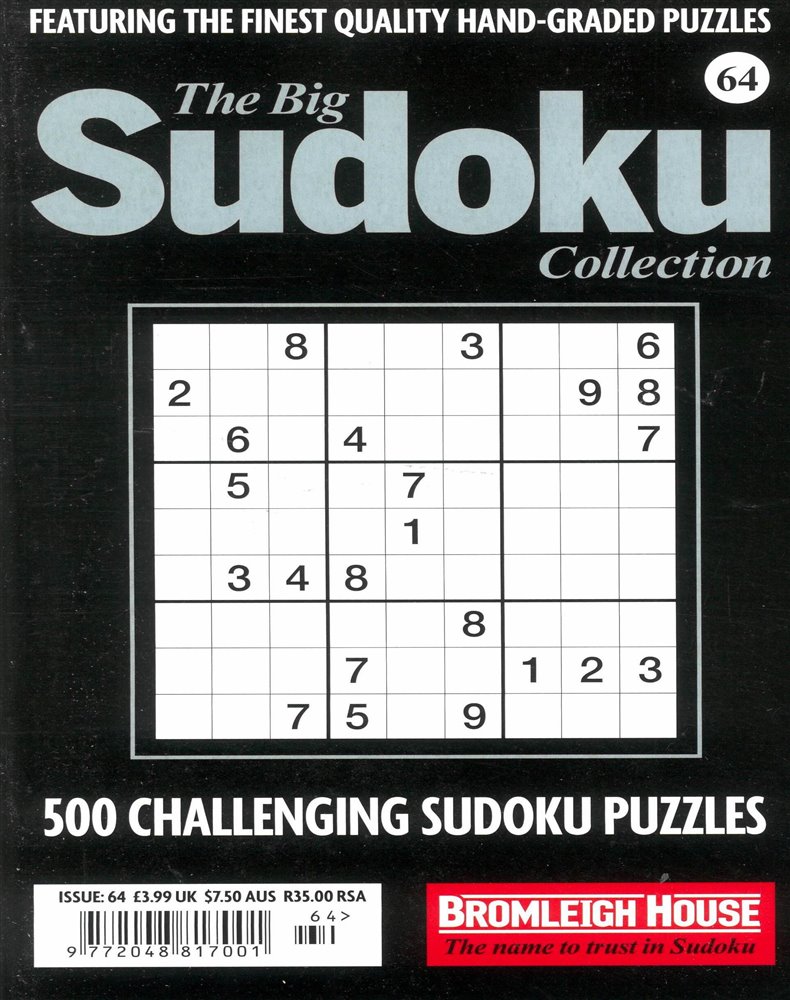 FEATURING THE FINEST QUALITY HAND-GRADED PUZZLES
64
The Big
Sudoku
Collection
8 3 6
2 9 8
6 4 7
5 7
1
3 4 8
8
7 1 2 3
7 5 9
500 CHALLENGING SUDOKU PUZZLES
ISSUE: 64 £3.99 UK $7.50 AUS R35.00 RSA
64>
9 772048 817001
BROMLEIGH HOUSE
The name to trust in Sudoku